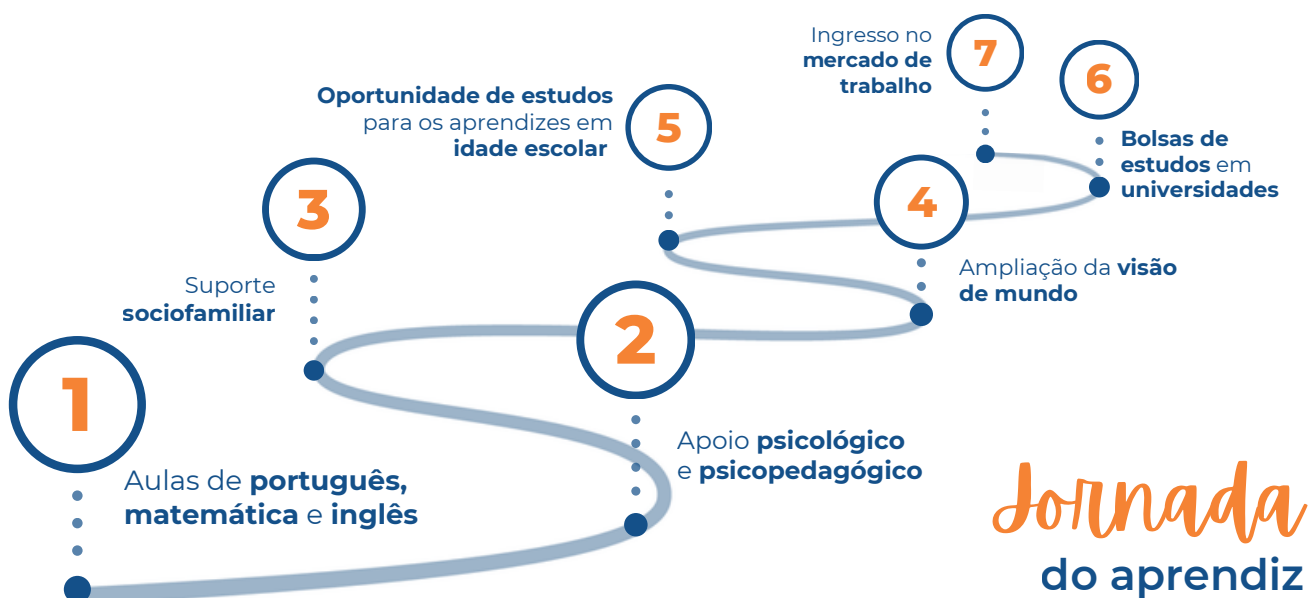 1
Aulas de português,
matemática e inglês
2
Apoio psicológico
e psicopedagógico
3
Suporte
sociofamiliar
4
Ampliação da visão
de mundo
5
Oportunidade de estudos
para os aprendizes em
idade escolar
6
Bolsas de
estudos em
universidades
7
Ingresso no
mercado de
trabalho
Jornada
do aprendiz